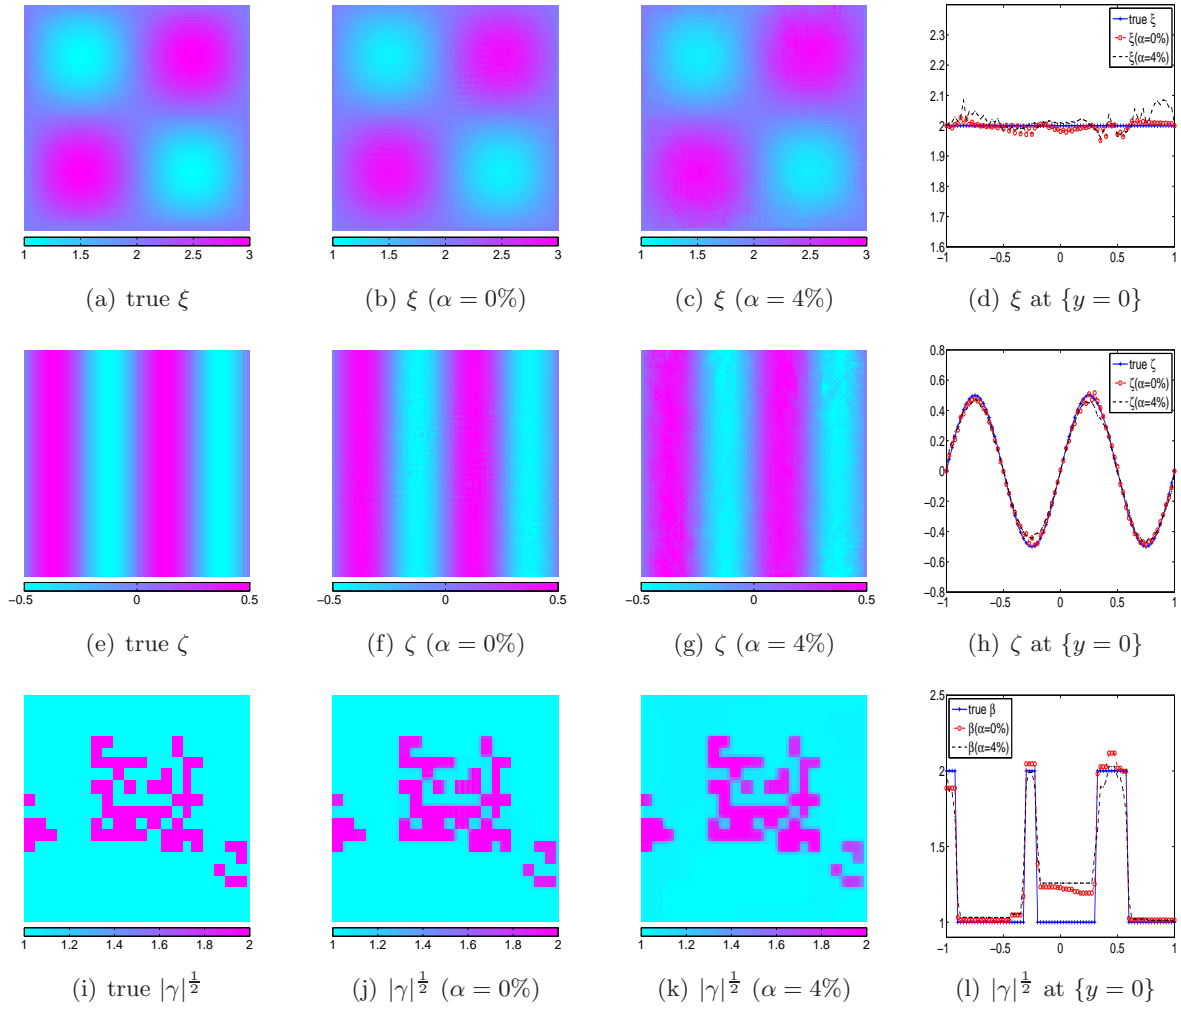 1 1.5 2 2.5 3
(a) true ξ
1 1.5 2 2.5 3
(b) ξ (α = 0%)
1 1.5 2 2.5 3
(c) ξ (α = 4%)
true ξ
ξ(α=0%)
ξ(α=4%)
2.3
2.2
2.1
2
1.9
1.8
1.7
1.6
−1 −0.5 0 0.5 1
(d) ξ at {y = 0}
−0.5 0 0.5
(e) true ζ
−0.5 0 0.5
(f) ζ (α = 0%)
−0.5 0 0.5
(g) ζ (α = 4%)
true ζ
ζ(α=0%)
ζ(α=4%)
0.8
0.6
0.4
0.2
0
−0.2
−0.4
−0.6
−0.8
−1 −0.5 0 0.5 1
(h) ζ at {y = 0}
1 1.2 1.4 1.6 1.8 2
(i) true |γ|^{1/2}
1 1.2 1.4 1.6 1.8 2
(j) |γ|^{1/2} (α = 0%)
1 1.2 1.4 1.6 1.8 2
(k) |γ|^{1/2} (α = 4%)
true β
β(α=0%)
β(α=4%)
2.5
2
1.5
1
−1 −0.5 0 0.5 1
(l) |γ|^{1/2} at {y = 0}